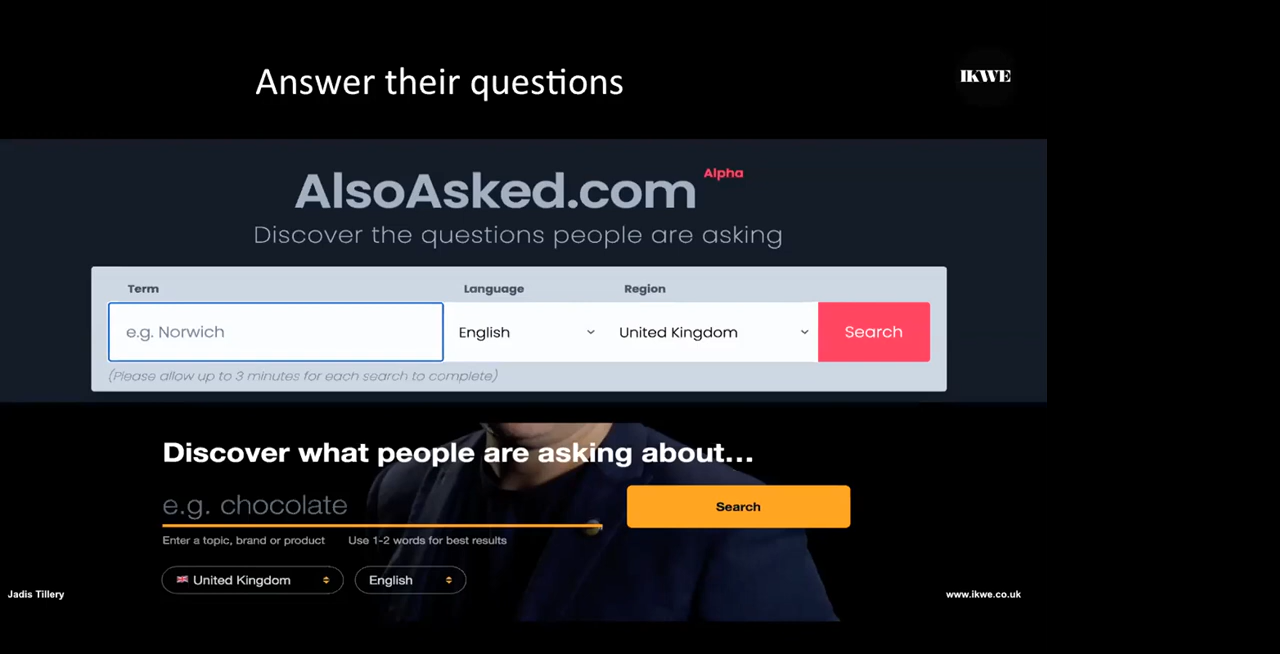 Answer their questions
IKWE
AlsoAsked.com Alpha
Discover the questions people are asking
Term Language Region
e.g. Norwich English United Kingdom Search
(Please allow up to 3 minutes for each search to complete)
Discover what people are asking about...
e.g. chocolate Search
Enter a topic, brand or product Use 1-2 words for best results
United Kingdom English
Jadis Tillery www.ikwe.co.uk